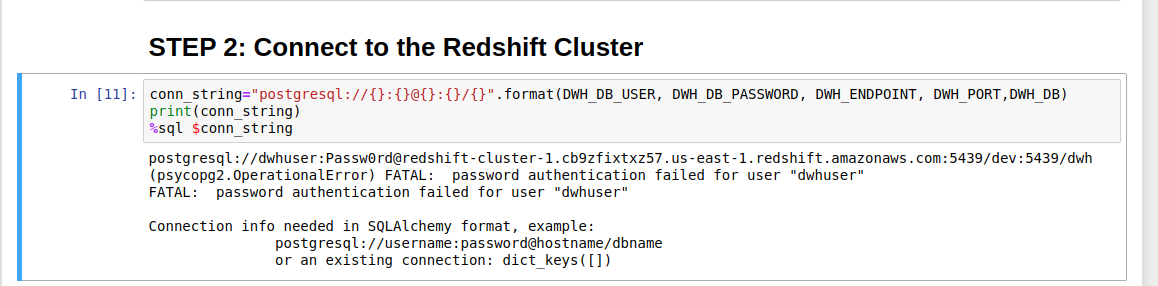 STEP 2: Connect to the Redshift Cluster
In [11]: conn_string="postgresql://{}:{}@{}:{}/{}".format(DWH_DB_USER, DWH_DB_PASSWORD, DWH_ENDPOINT, DWH_PORT,DWH_DB)
print(conn_string)
%sql $conn_string
postgresql://dwhuser:Passw0rd@redshift-cluster-1.cb9zfixtxz57.us-east-1.redshift.amazonaws.com:5439/dev:5439/dwh
(psycopg2.OperationalError) FATAL:  password authentication failed for user "dwhuser"
FATAL:  password authentication failed for user "dwhuser"
Connection info needed in SQLAlchemy format, example:
postgresql://username:password@hostname/dbname
or an existing connection: dict_keys([])